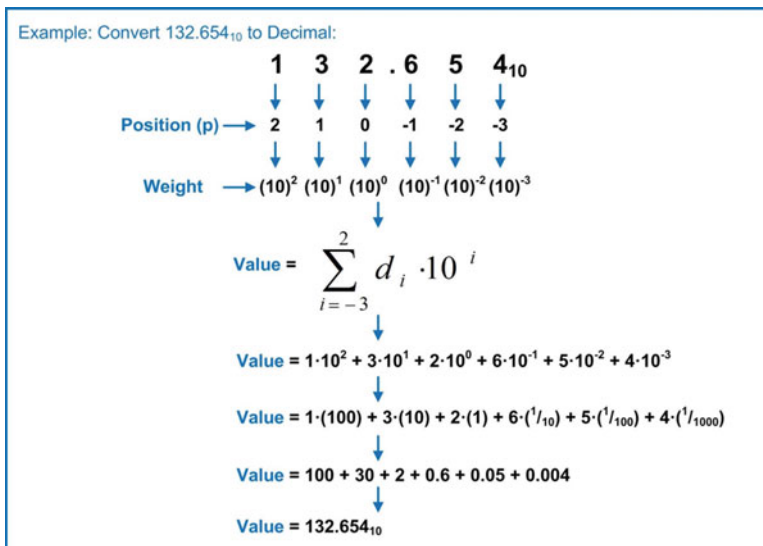 Example: Convert 132.654₁₀ to Decimal:
1 3 2 . 6 5 4₁₀
Position (p) 2 1 0 -1 -2 -3
Weight (10)² (10)¹ (10)⁰ (10)⁻¹ (10)⁻² (10)⁻³
Value = ∑ᵢ₌₋₃² dᵢ ·10ⁱ
Value = 1·10² + 3·10¹ + 2·10⁰ + 6·10⁻¹ + 5·10⁻² + 4·10⁻³
Value = 1·(100) + 3·(10) + 2·(1) + 6·(¹/₁₀) + 5·(¹/₁₀₀) + 4·(¹/₁₀₀₀)
Value = 100 + 30 + 2 + 0.6 + 0.05 + 0.004
Value = 132.654₁₀